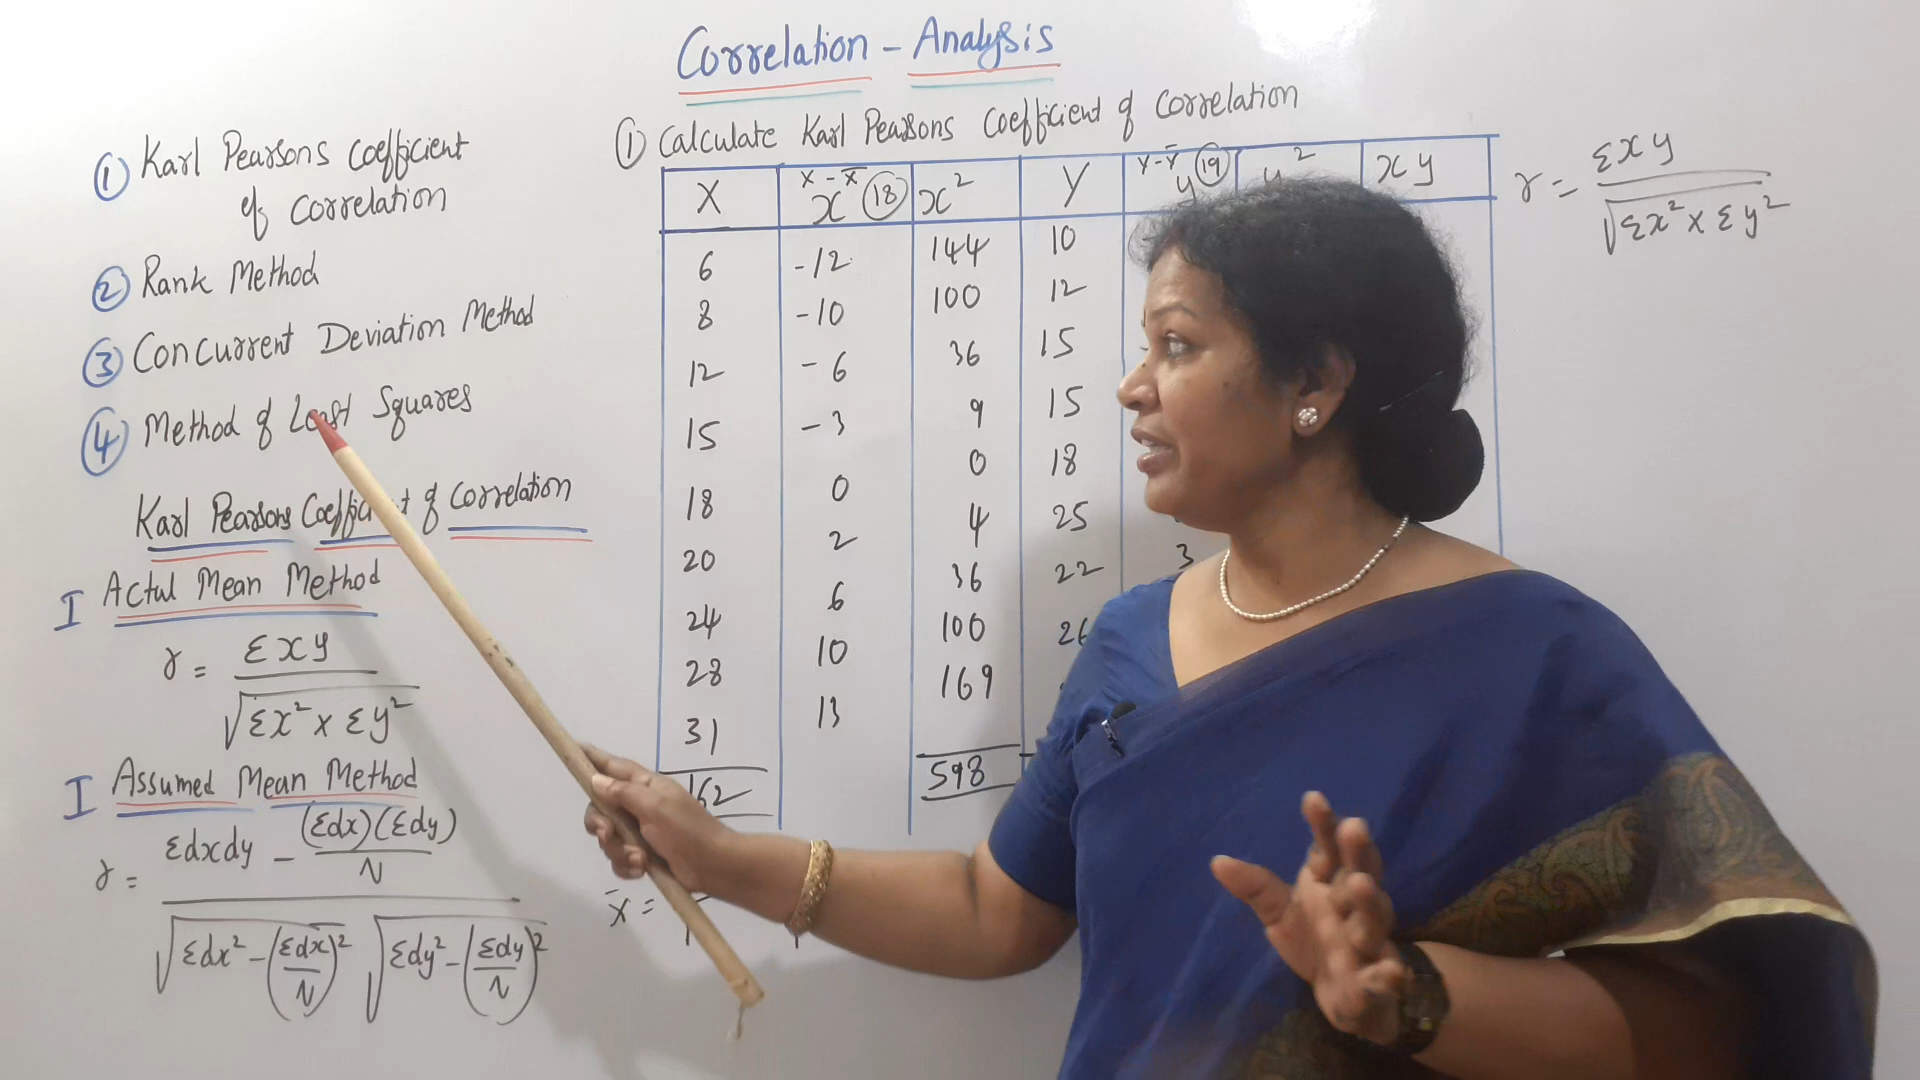 Correlation - Analysis
① Karl Pearsons Coefficient
of Correlation
② Rank Method
③ Concurrent Deviation Method
④ Method of Least Squares
Karl Pearsons Coefficient of Correlation
I Actul Mean Method
r = Σxy
√Σx² x Σy²
I Assumed Mean Method
r = Σdxdy - (Σdx)(Σdy)
N
√Σdx² - (Σdx/N)² √Σdy² - (Σdy/N)²
① Calculate Karl Pearsons Coefficient of Correlation
X X - X̄ x ⑱ x² Y Y - Ȳ y ⑲ y² xy
6 -12 144 10
8 -10 100 12
12 -6 36 15
15 -3 9 15
18 0 0 18
20 2 4 25
24 6 36 22 3
28 10 100 26
31 13 169
162 598
X̄ =
r = Σxy
√Σx² x Σy²